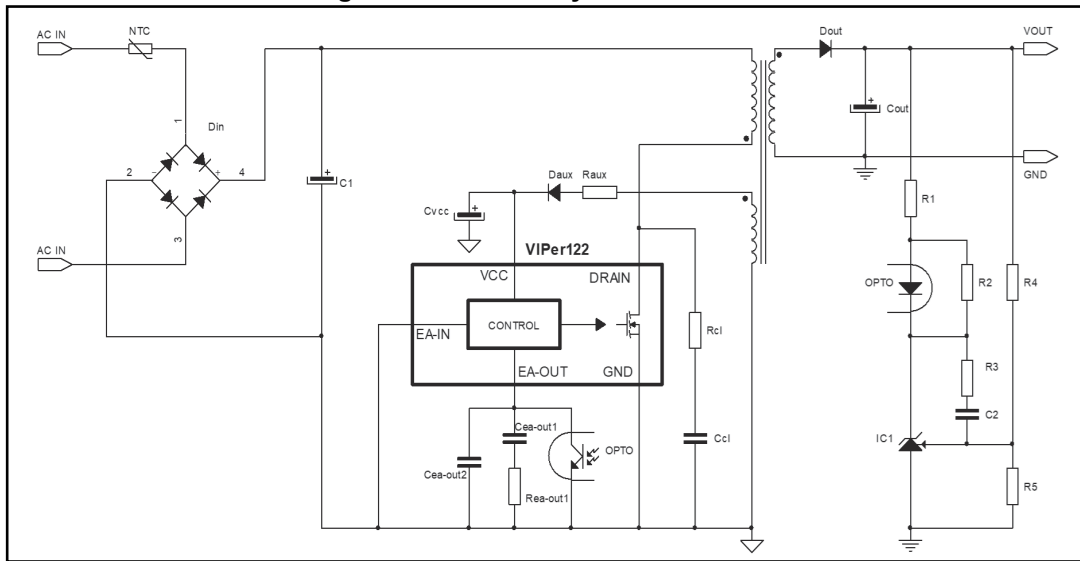 AC IN
NTC
Dout
VOUT
1
Din
Cout
2
-
+
4
+
C1
+
GND
3
Daux
Raux
R1
Cvcc
+
AC IN
VIPer122
VCC
DRAIN
OPTO
R2
R4
CONTROL
EA-IN
Rcl
EA-OUT
GND
R3
Cea-out1
C2
OPTO
Ccl
IC1
Cea-out2
Rea-out1
R5